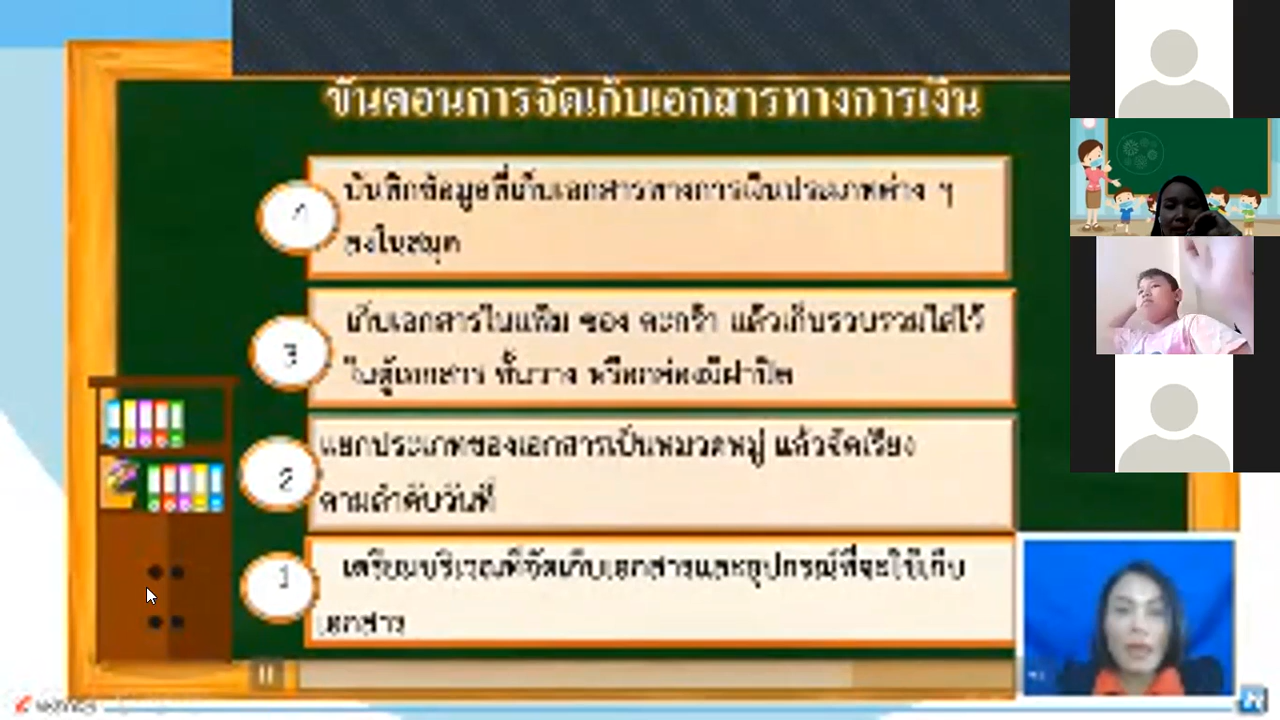 ขั้นตอนการจัดเก็บเอกสารทางการเงิน
4
บันทึกข้อมูลที่เก็บเอกสารทางการเงินประเภทต่าง ๆ
ลงในสมุด
3
เก็บเอกสารในแฟ้ม ซอง ตะกร้า แล้วเก็บรวบรวมใส่ไว้
ในตู้เอกสาร ชั้นวาง หรือกล่องมีฝาปิด
2
แยกประเภทของเอกสารเป็นหมวดหมู่ แล้วจัดเรียง
ตามลำดับวันที่
1
เตรียมบริเวณที่จัดเก็บเอกสารและอุปกรณ์ที่จะใช้เก็บ
เอกสาร